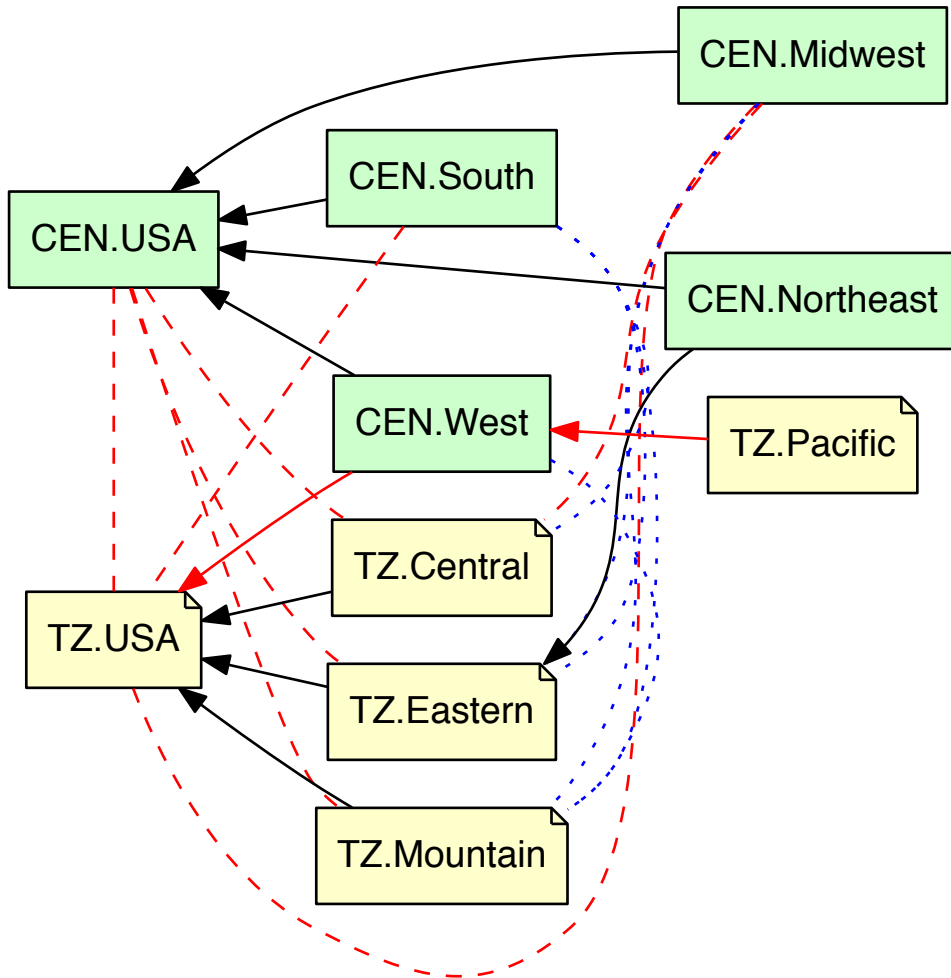 CEN.Midwest
CEN.South
CEN.USA
CEN.Northeast
CEN.West
TZ.Pacific
TZ.Central
TZ.USA
TZ.Eastern
TZ.Mountain